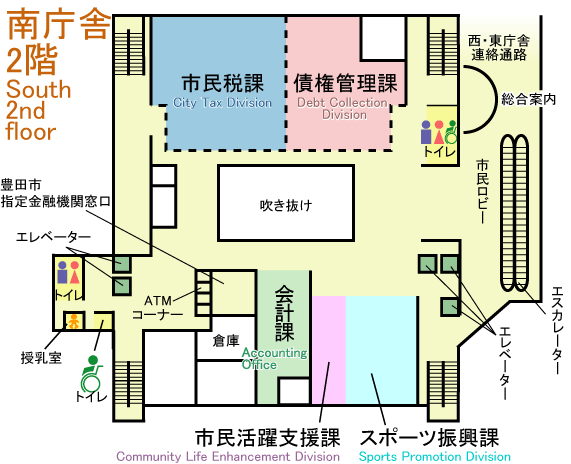 南庁舎
2階
South
2nd
floor
市民税課
City Tax Division
債権管理課
Debt Collection
Division
西・東庁舎
連絡通路
総合案内
トイレ
市民ロビー
豊田市
指定金融機関窓口
吹き抜け
エレベーター
トイレ
ATM
コーナー
会計課
Accounting
Office
倉庫
エスカレーター
エレベーター
授乳室
トイレ
市民活躍支援課
Community Life Enhancement Division
スポーツ振興課
Sports Promotion Division